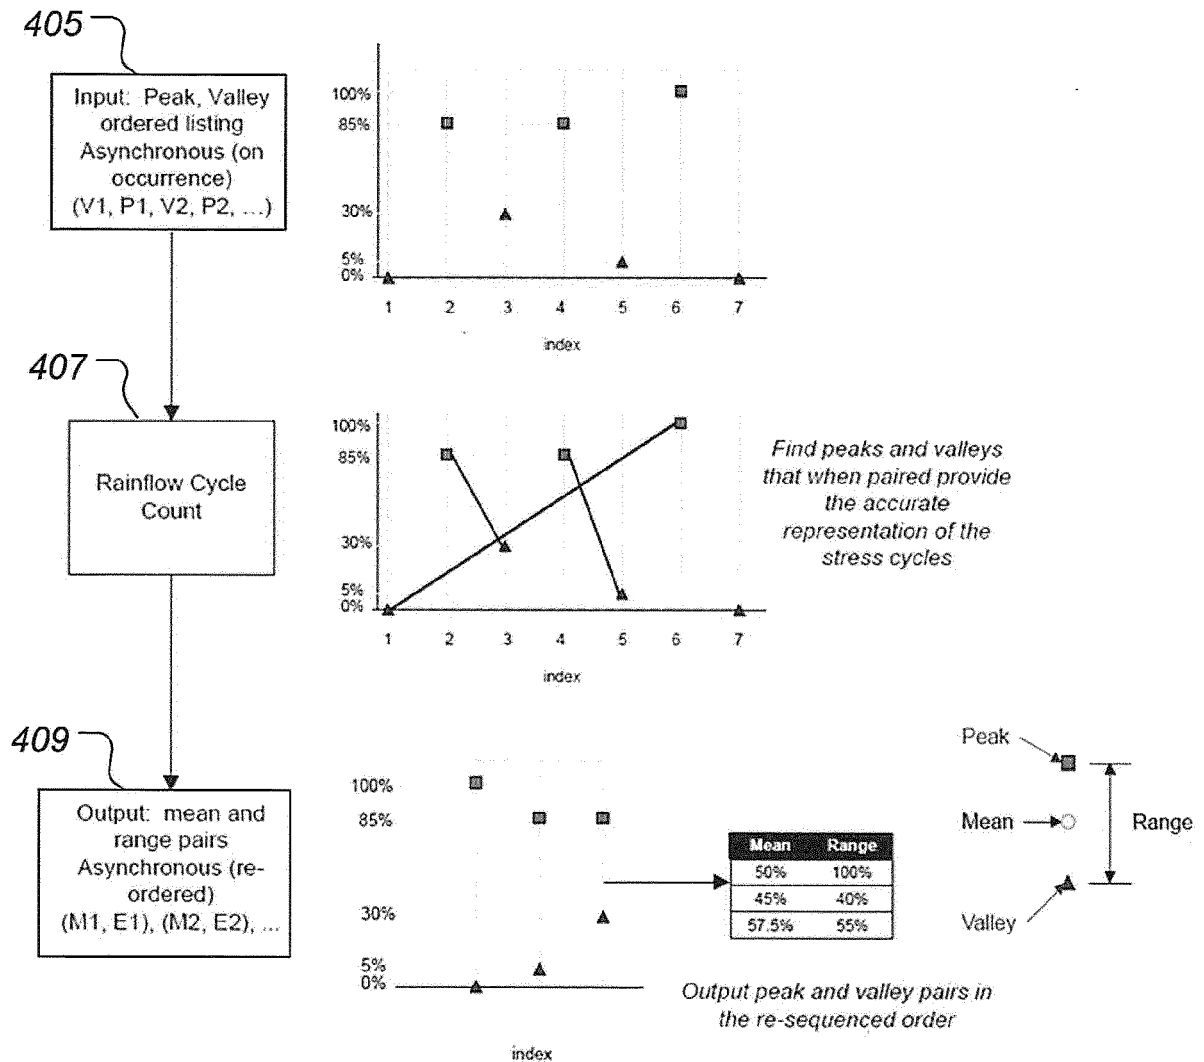 405
Input: Peak, Valley
ordered listing
Asynchronous (on
occurrence)
(V1, P1, V2, P2, ...)
100%
85%
30%
5%
0%
1 2 3 4 5 6 7
index
407
Rainflow Cycle
Count
100%
85%
30%
5%
0%
1 2 3 4 5 6 7
index
Find peaks and valleys
that when paired provide
the accurate
representation of the
stress cycles
409
Output: mean and
range pairs
Asynchronous (re-
ordered)
(M1, E1), (M2, E2), ...
100%
85%
30%
5%
0%
index
Mean Range
50% 100%
45% 40%
57.5% 55%
Peak
Mean
Range
Valley
Output peak and valley pairs in
the re-sequenced order